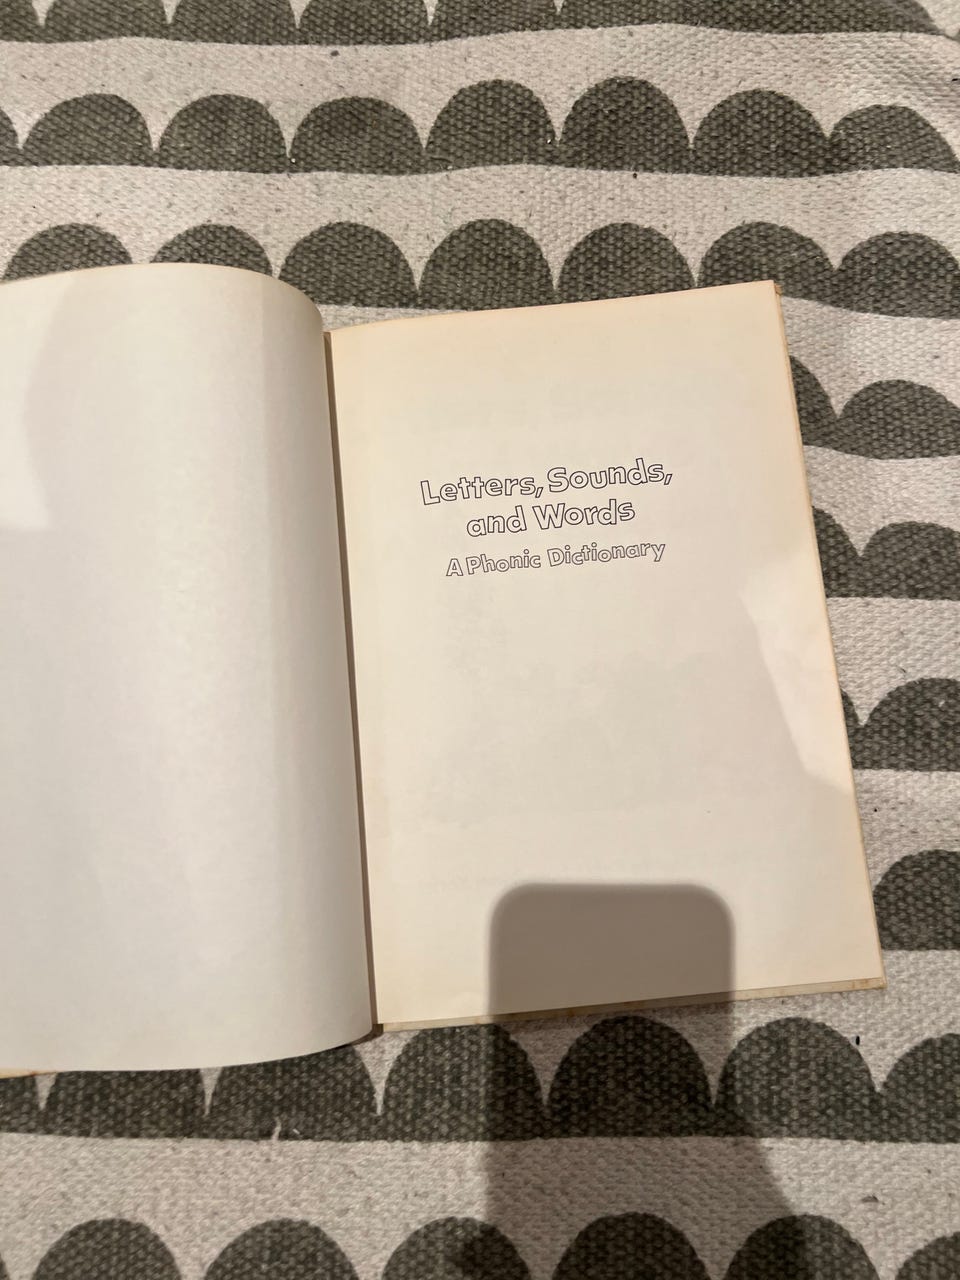 Letters, Sounds,
and Words
A Phonic Dictionary